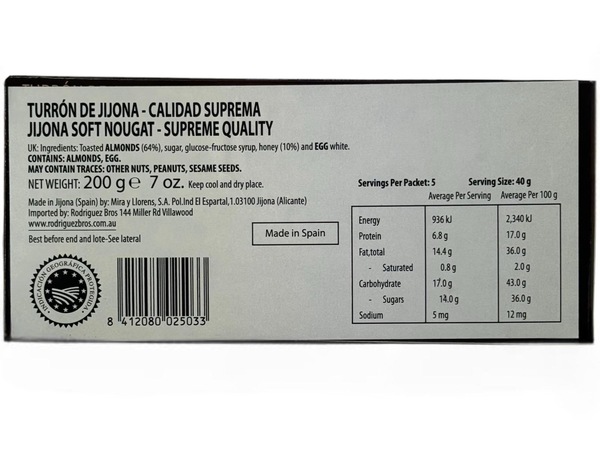 TURRÓN DE JIJONA - CALIDAD SUPREMA
JIJONA SOFT NOUGAT - SUPREME QUALITY
UK: Ingredients: Toasted ALMONDS (64%), sugar, glucose-fructose syrup, honey (10%) and EGG white.
CONTAINS: ALMONDS, EGG.
MAY CONTAIN TRACES: OTHER NUTS, PEANUTS, SESAME SEEDS.
NET WEIGHT: 200 g e 7 oz. Keep cool and dry place.
Made in Jijona (Spain) by: Mira y Llorens, S.A. Pol.Ind El Espartal,1.03100 Jijona (Alicante)
Imported by: Rodriguez Bros 144 Miller Rd Villawood
www.rodriguezbros.com.au
Best before end and lote-See lateral
Made in Spain
INDICACIÓN GEOGRÁFICA PROTEGIDA
8 412080 025033
Servings Per Packet: 5 Serving Size: 40 g
Average Per Serving Average Per 100 g
Energy 936 kJ 2,340 kJ
Protein 6.8 g 17.0 g
Fat,total 14.4 g 36.0 g
- Saturated 0.8 g 2.0 g
Carbohydrate 17.0 g 43.0 g
- Sugars 14.0 g 36.0 g
Sodium 5 mg 12 mg